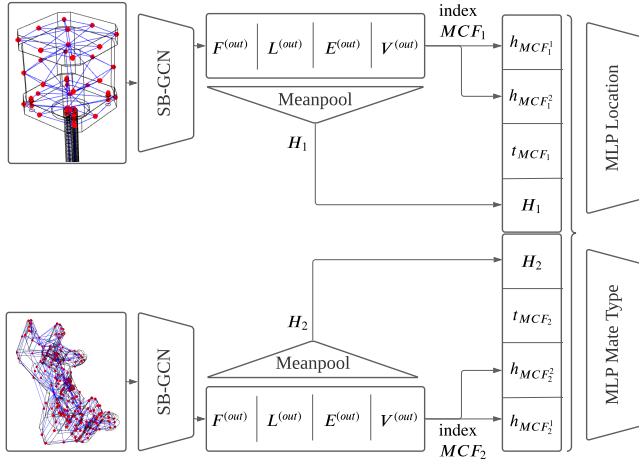 SB-GCN
F^{(out)} L^{(out)} E^{(out)} V^{(out)}
index
MCF_1
Meanpool
H_1
h_{MCF_1^1}
h_{MCF_1^2}
t_{MCF_1}
H_1
MLP Location
H_2
t_{MCF_2}
h_{MCF_2^2}
h_{MCF_2^1}
MLP Mate Type
H_2
Meanpool
SB-GCN
F^{(out)} L^{(out)} E^{(out)} V^{(out)}
index
MCF_2